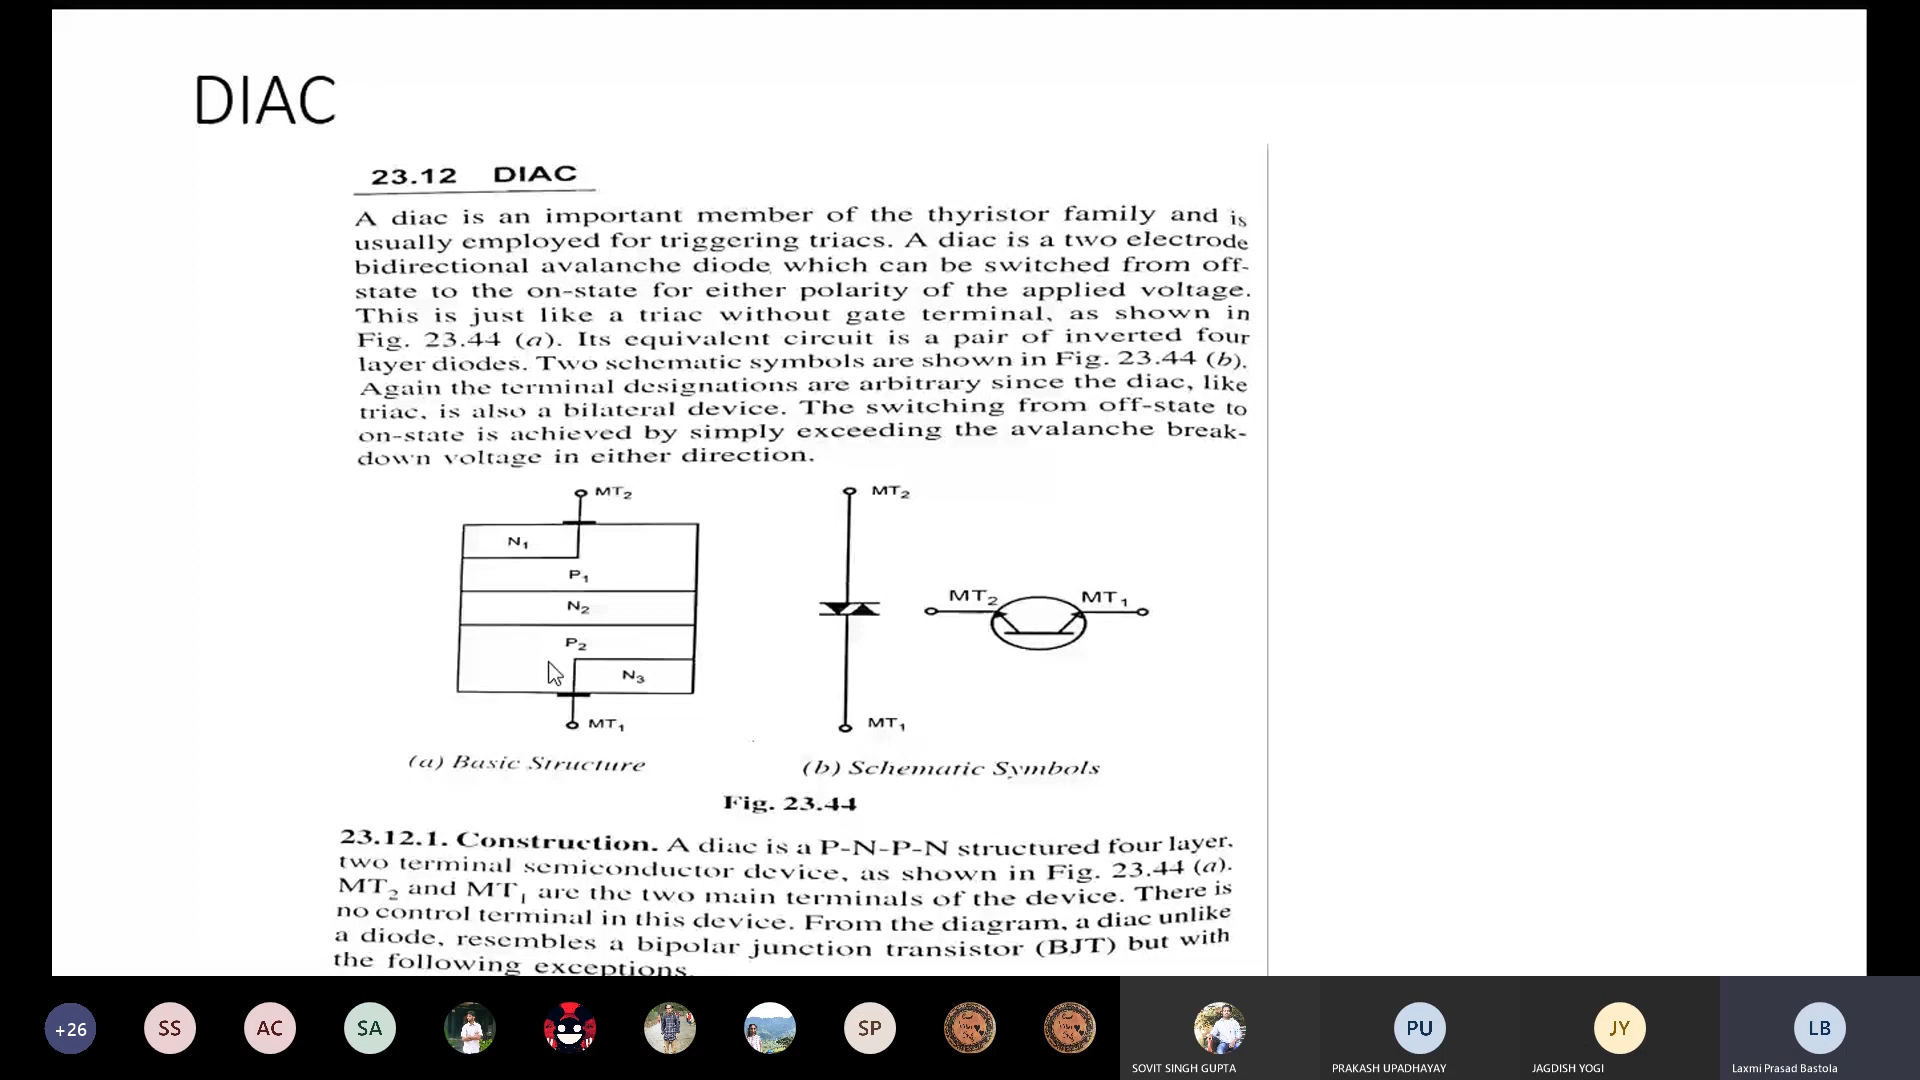 DIAC
23.12 DIAC
A diac is an important member of the thyristor family and is
usually employed for triggering triacs. A diac is a two electrode
bidirectional avalanche diode which can be switched from off-
state to the on-state for either polarity of the applied voltage.
This is just like a triac without gate terminal, as shown in
Fig. 23.44 (a). Its equivalent circuit is a pair of inverted four
layer diodes. Two schematic symbols are shown in Fig. 23.44 (b).
Again the terminal designations are arbitrary since the diac, like
triac, is also a bilateral device. The switching from off-state to
on-state is achieved by simply exceeding the avalanche break-
down voltage in either direction.
MT₂
N₁
P₁
N₂
P₂
N₃
MT₁
(a) Basic Structure
MT₂
MT₁
MT₂ MT₁
(b) Schematic Symbols
Fig. 23.44
23.12.1. Construction. A diac is a P-N-P-N structured four layer,
two terminal semiconductor device, as shown in Fig. 23.44 (a).
MT₂ and MT₁ are the two main terminals of the device. There is
no control terminal in this device. From the diagram, a diac unlike
a diode, resembles a bipolar junction transistor (BJT) but with
the following exceptions.
+26
SS
AC
SA
SP
SOVIT SINGH GUPTA
PU
PRAKASH UPADHAYAY
JY
JAGDISH YOGI
LB
Laxmi Prasad Bastola